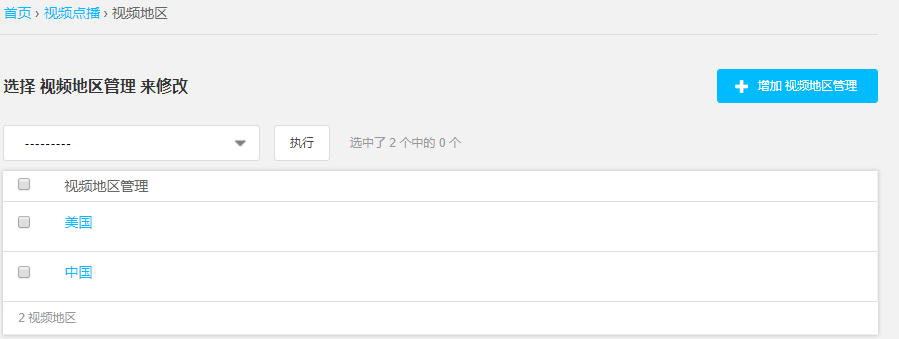 首页 › 视频点播 › 视频地区
选择 视频地区管理 来修改
增加 视频地区管理
--------- 执行 选中了 2 个中的 0 个
视频地区管理
美国
中国
2 视频地区